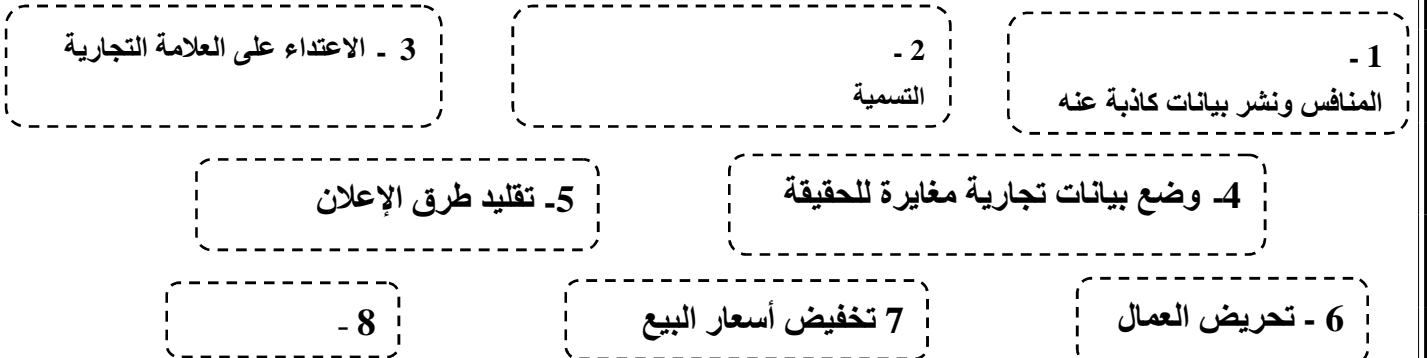 1 -
المنافس ونشر بيانات كاذبة عنه
2 -
التسمية
3 - الاعتداء على العلامة التجارية
4- وضع بيانات تجارية مغايرة للحقيقة
5- تقليد طرق الإعلان
6 - تحريض العمال
7 تخفيض أسعار البيع
8 -